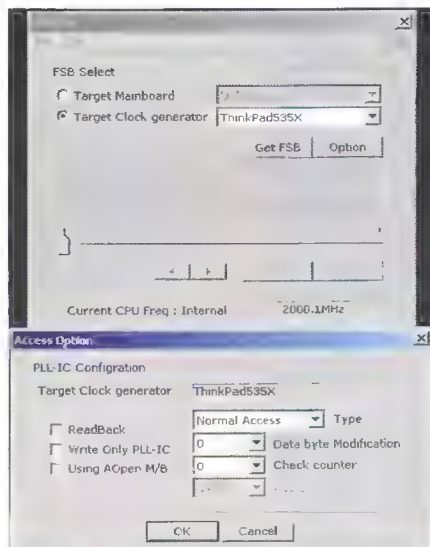 FSB Select
Target Mainboard
Target Clock generator ThinkPad535X
Get FSB Option
Current CPU Freq : Internal 2000.1MHz
Access Option
PLL-IC Configration
Target Clock generator ThinkPad535X
ReadBack Normal Access Type
Write Only PLL-IC 0 Data byte Modification
Using AOpen M/B 0 Check counter
OK Cancel